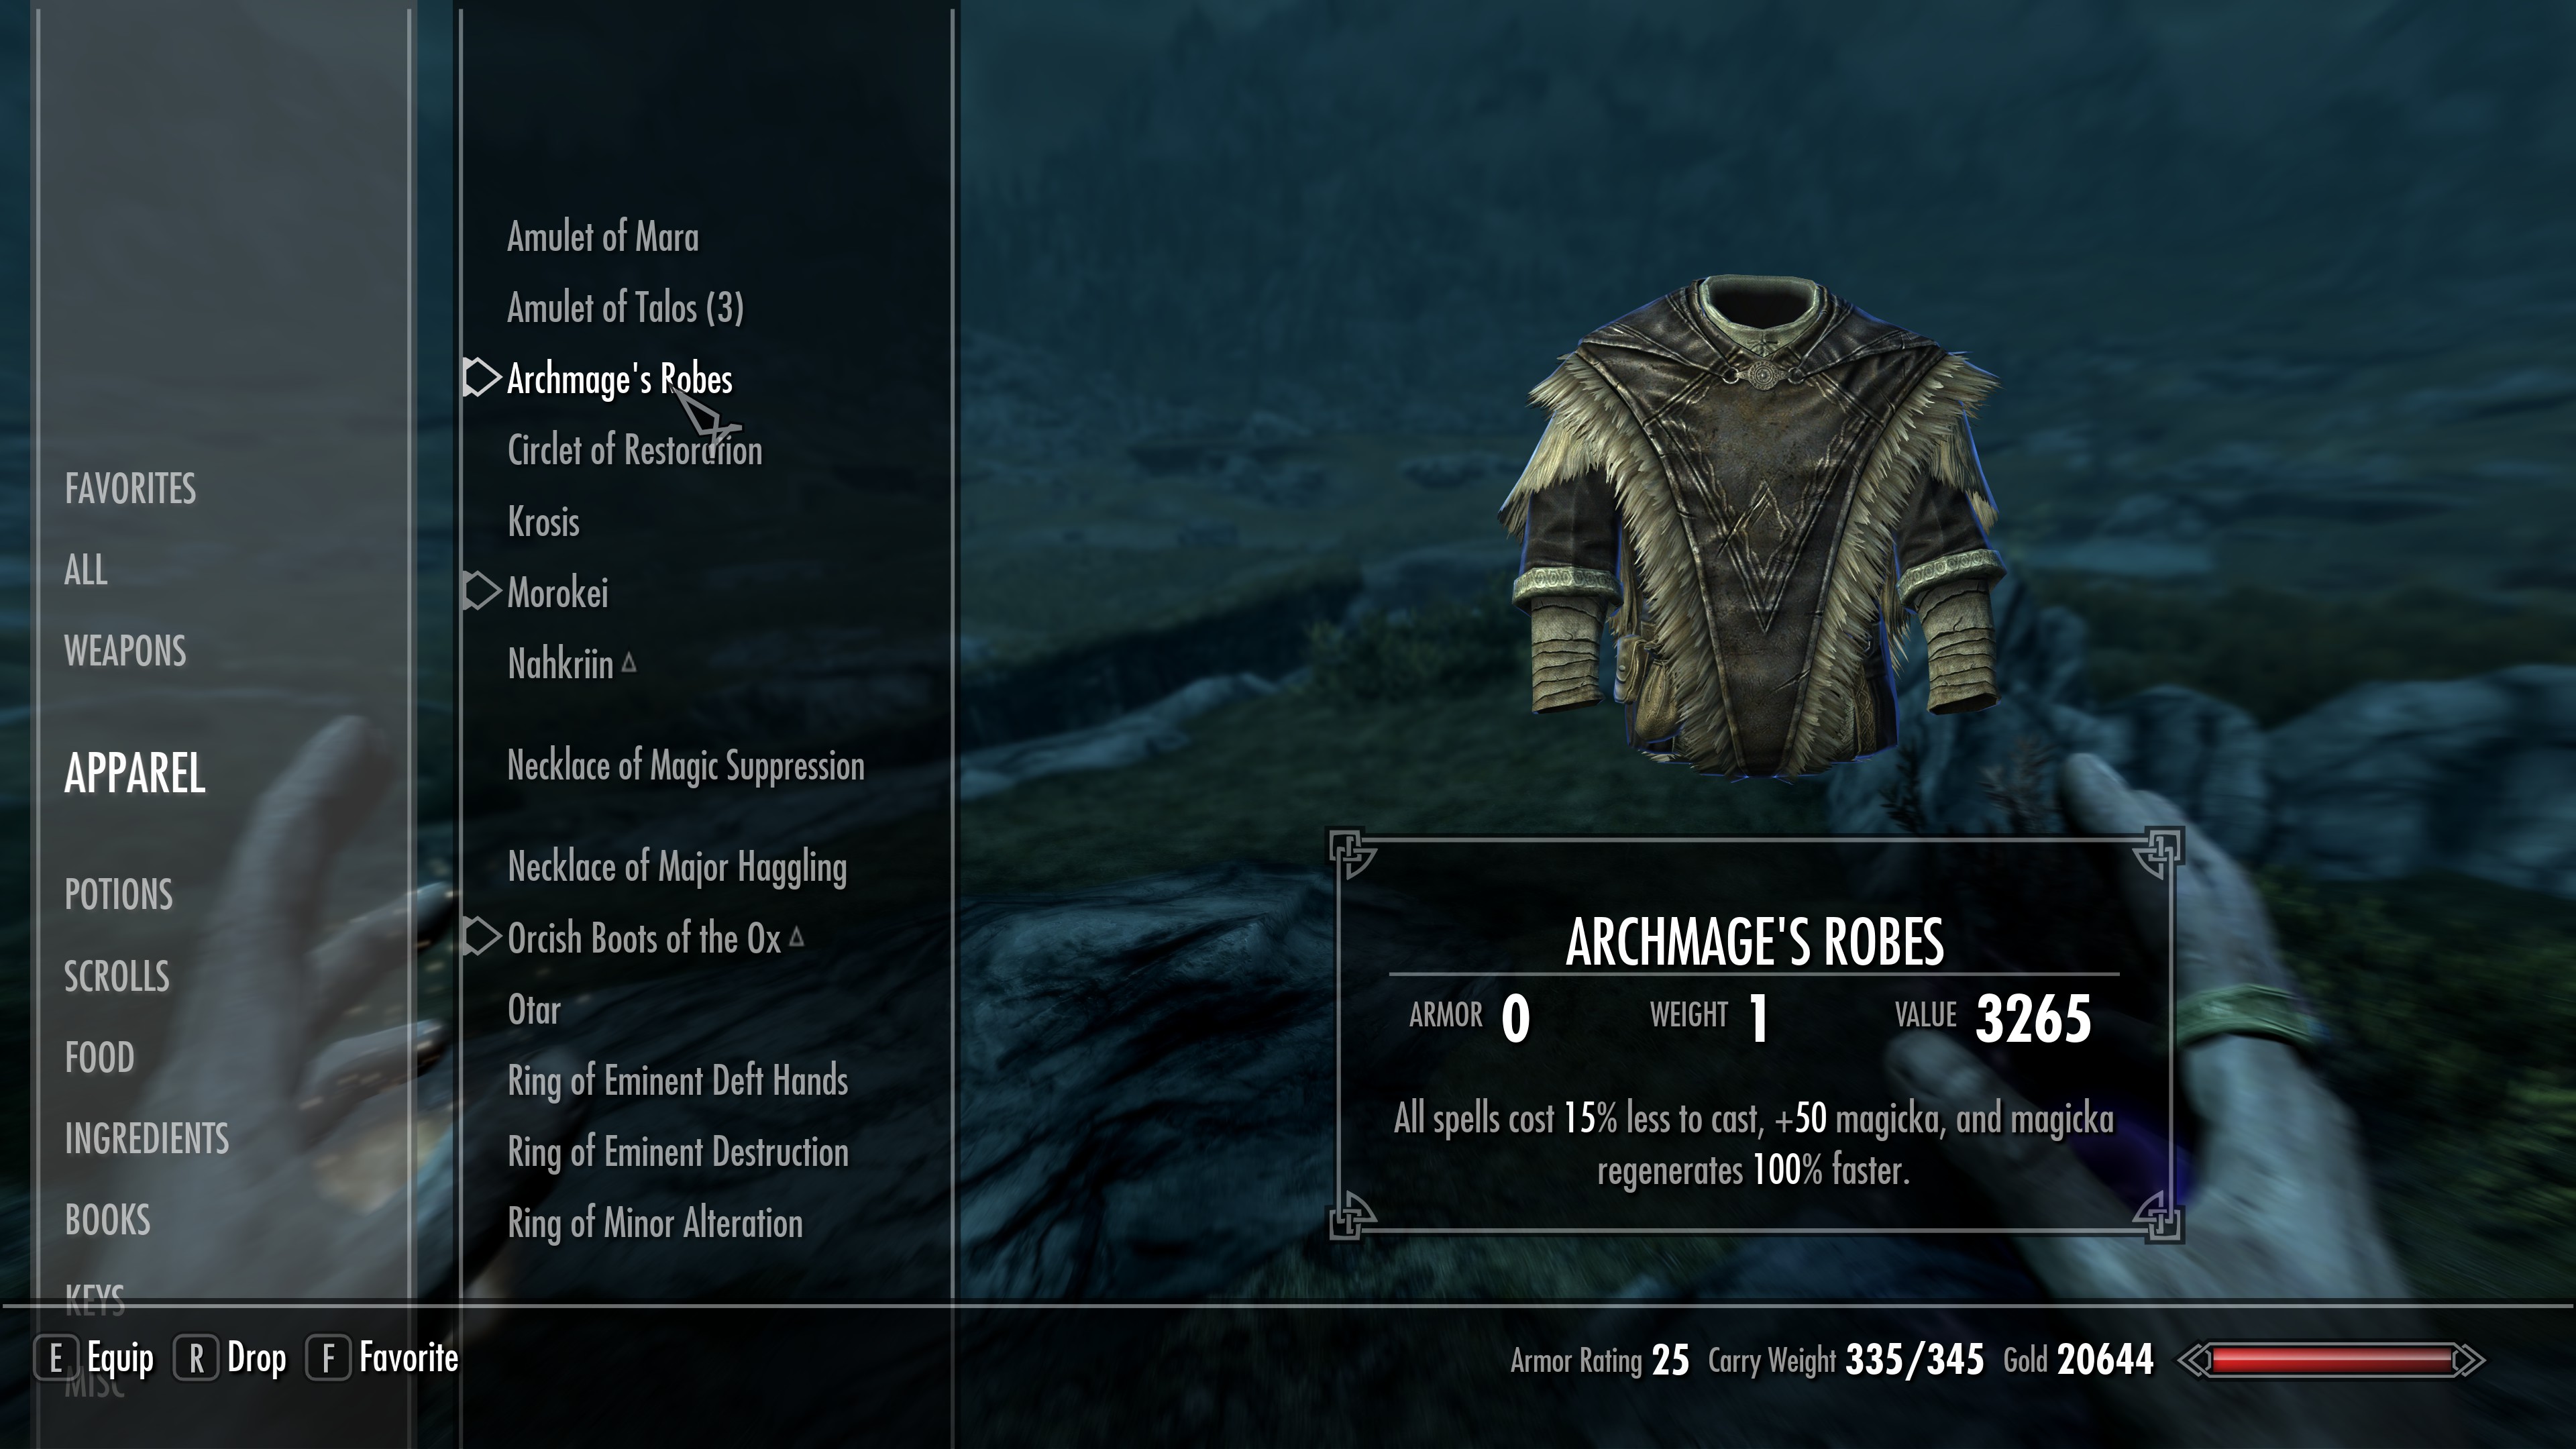 FAVORITES
ALL
WEAPONS
APPAREL
POTIONS
SCROLLS
FOOD
INGREDIENTS
BOOKS
KEYS
MISC
Amulet of Mara
Amulet of Talos (3)
Archmage's Robes
Circlet of Restoration
Krosis
Morokei
Nahkriin
Necklace of Magic Suppression
Necklace of Major Haggling
Orcish Boots of the Ox
Otar
Ring of Eminent Deft Hands
Ring of Eminent Destruction
Ring of Minor Alteration
ARCHMAGE'S ROBES
ARMOR 0 WEIGHT 1 VALUE 3265
All spells cost 15% less to cast, +50 magicka, and magicka
regenerates 100% faster.
E Equip R Drop F Favorite
Armor Rating 25 Carry Weight 335/345 Gold 20644